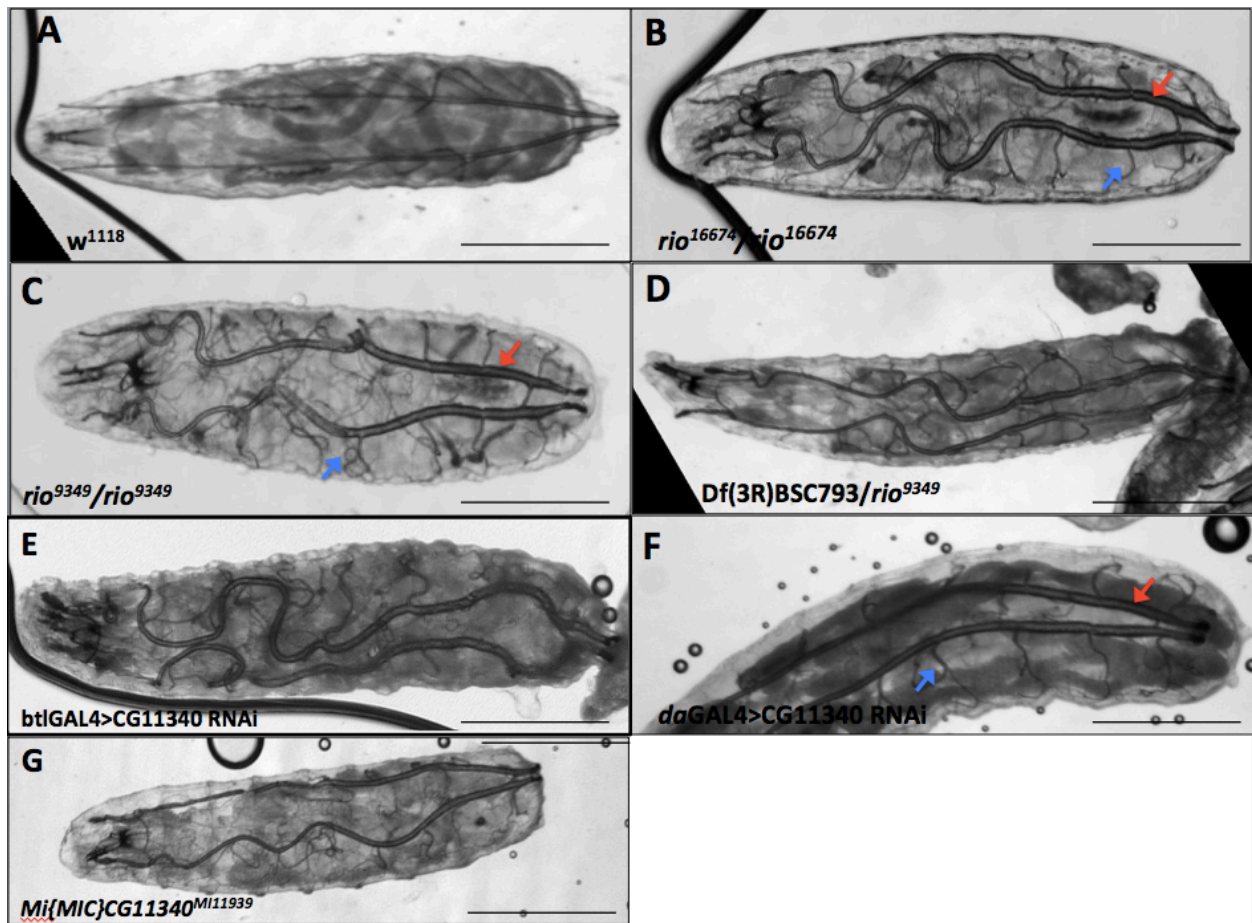 A
w¹¹¹⁸
B
rio¹⁶⁶⁷⁴/rio¹⁶⁶⁷⁴
C
rio⁹³⁴⁹/rio⁹³⁴⁹
D
Df(3R)BSC793/rio⁹³⁴⁹
E
btlGAL4>CG11340 RNAi
F
daGAL4>CG11340 RNAi
G
Mi{MIC}CG11340ᴹᴵ¹¹⁹³⁹